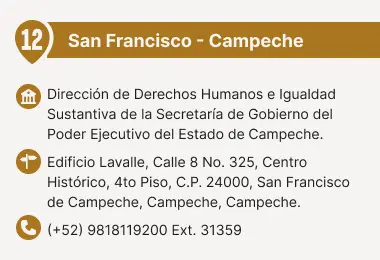 12
San Francisco - Campeche
Dirección de Derechos Humanos e Igualdad
Sustantiva de la Secretaría de Gobierno del
Poder Ejecutivo del Estado de Campeche.
Edificio Lavalle, Calle 8 No. 325, Centro
Histórico, 4to Piso, C.P. 24000, San Francisco
de Campeche, Campeche, Campeche.
(+52) 9818119200 Ext. 31359